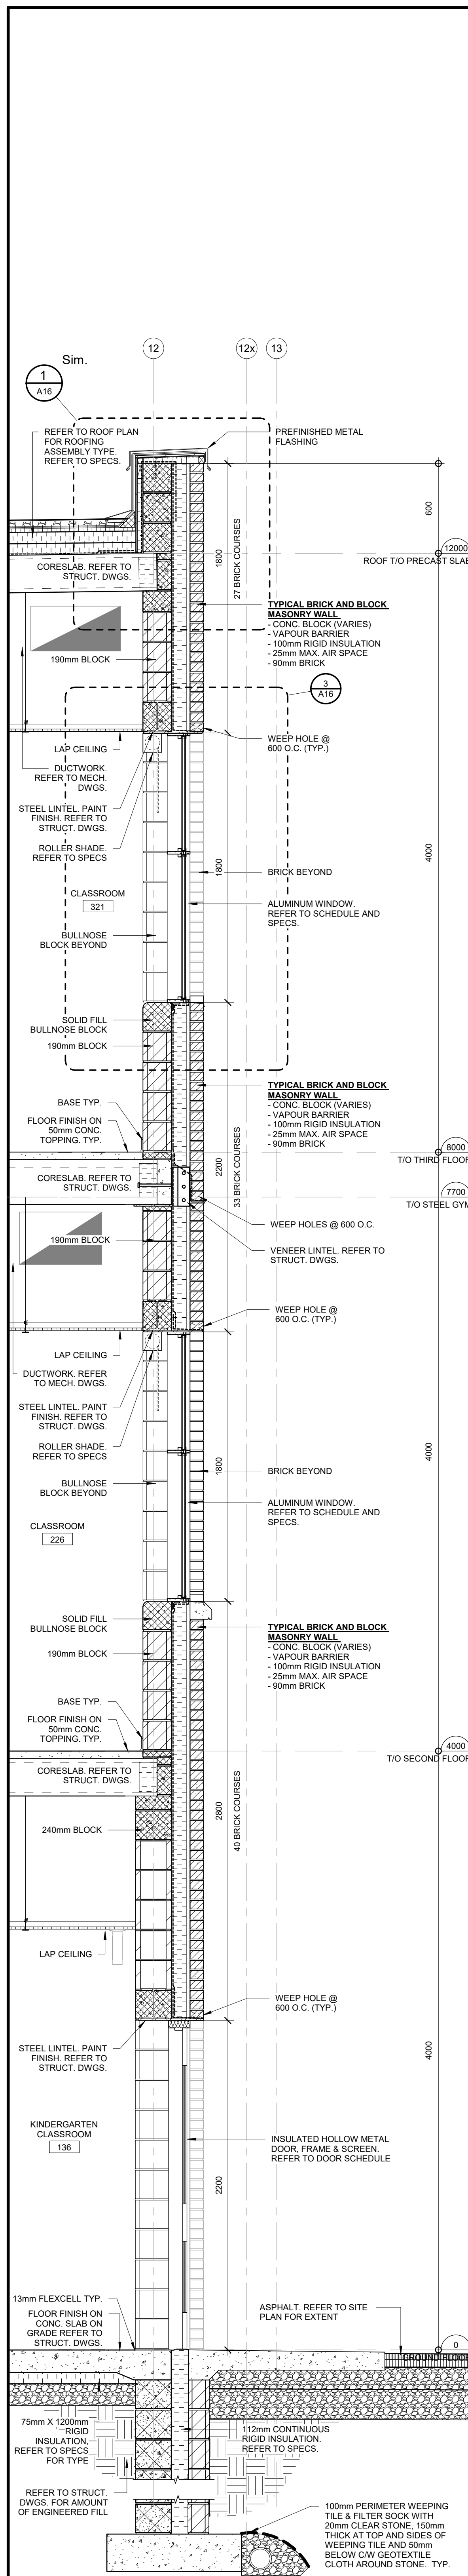 12
12x
13
Sim.
1
A16
REFER TO ROOF PLAN
FOR ROOFING
ASSEMBLY TYPE.
REFER TO SPECS.
PREFINISHED METAL
FLASHING
600
12000
ROOF T/O PRECAST SLAB
1800
27 BRICK COURSES
CORESLAB. REFER TO
STRUCT. DWGS.
TYPICAL BRICK AND BLOCK
MASONRY WALL
- CONC. BLOCK (VARIES)
- VAPOUR BARRIER
- 100mm RIGID INSULATION
- 25mm MAX. AIR SPACE
- 90mm BRICK
190mm BLOCK
3
A16
WEEP HOLE @
600 O.C. (TYP.)
LAP CEILING
DUCTWORK.
REFER TO MECH.
DWGS.
STEEL LINTEL. PAINT
FINISH. REFER TO
STRUCT. DWGS.
ROLLER SHADE.
REFER TO SPECS
4000
1800
BRICK BEYOND
CLASSROOM
321
ALUMINUM WINDOW.
REFER TO SCHEDULE AND
SPECS.
BULLNOSE
BLOCK BEYOND
SOLID FILL
BULLNOSE BLOCK
190mm BLOCK
TYPICAL BRICK AND BLOCK
MASONRY WALL
- CONC. BLOCK (VARIES)
- VAPOUR BARRIER
- 100mm RIGID INSULATION
- 25mm MAX. AIR SPACE
- 90mm BRICK
BASE TYP.
FLOOR FINISH ON
50mm CONC.
TOPPING. TYP.
2200
33 BRICK COURSES
8000
T/O THIRD FLOOR
CORESLAB. REFER TO
STRUCT. DWGS.
7700
T/O STEEL GYM
WEEP HOLES @ 600 O.C.
190mm BLOCK
VENEER LINTEL. REFER TO
STRUCT. DWGS.
WEEP HOLE @
600 O.C. (TYP.)
LAP CEILING
DUCTWORK. REFER
TO MECH. DWGS.
STEEL LINTEL. PAINT
FINISH. REFER TO
STRUCT. DWGS.
ROLLER SHADE.
REFER TO SPECS
4000
1800
BRICK BEYOND
BULLNOSE
BLOCK BEYOND
ALUMINUM WINDOW.
REFER TO SCHEDULE AND
SPECS.
CLASSROOM
226
SOLID FILL
BULLNOSE BLOCK
190mm BLOCK
TYPICAL BRICK AND BLOCK
MASONRY WALL
- CONC. BLOCK (VARIES)
- VAPOUR BARRIER
- 100mm RIGID INSULATION
- 25mm MAX. AIR SPACE
- 90mm BRICK
BASE TYP.
FLOOR FINISH ON
50mm CONC.
TOPPING. TYP.
4000
T/O SECOND FLOOR
CORESLAB. REFER TO
STRUCT. DWGS.
2800
40 BRICK COURSES
240mm BLOCK
LAP CEILING
WEEP HOLE @
600 O.C. (TYP.)
STEEL LINTEL. PAINT
FINISH. REFER TO
STRUCT. DWGS.
4000
KINDERGARTEN
CLASSROOM
136
INSULATED HOLLOW METAL
DOOR, FRAME & SCREEN.
REFER TO DOOR SCHEDULE
2200
13mm FLEXCELL TYP.
FLOOR FINISH ON
CONC. SLAB ON
GRADE REFER TO
STRUCT. DWGS.
ASPHALT. REFER TO SITE
PLAN FOR EXTENT
0
GROUND FLOOR
75mm X 1200mm
RIGID
INSULATION,
REFER TO SPECS
FOR TYPE
112mm CONTINUOUS
RIGID INSULATION.
REFER TO SPECS.
REFER TO STRUCT.
DWGS. FOR AMOUNT
OF ENGINEERED FILL
100mm PERIMETER WEEPING
TILE & FILTER SOCK WITH
20mm CLEAR STONE, 150mm
THICK AT TOP AND SIDES OF
WEEPING TILE AND 50mm
BELOW C/W GEOTEXTILE
CLOTH AROUND STONE. TYP.